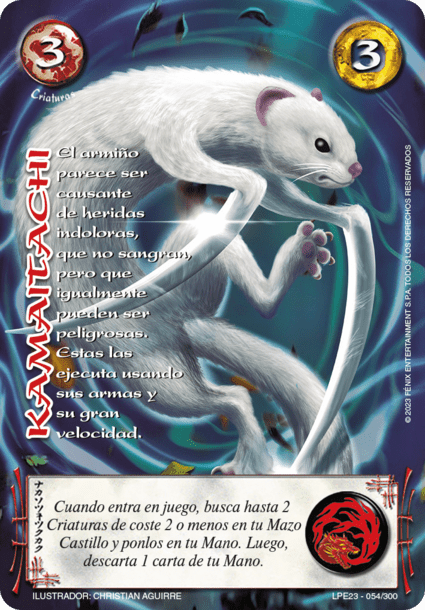 3
3
Criaturas
KAMAITACHI
El armiño
parece ser
causante
de heridas
indoloras,
que no sangran,
pero que
igualmente
pueden ser
peligrosas.
Estas las
ejecuta usando
sus armas y
su gran
velocidad.
© 2023 FÉNIX ENTERTAINMENT S.P.A. TODOS LOS DERECHOS RESERVADOS
Cuando entra en juego, busca hasta 2
Criaturas de coste 2 o menos en tu Mazo
Castillo y ponlos en tu Mano. Luego,
descarta 1 carta de tu Mano.
ILUSTRADOR: CHRISTIAN AGUIRRE
LPE23 - 054/300